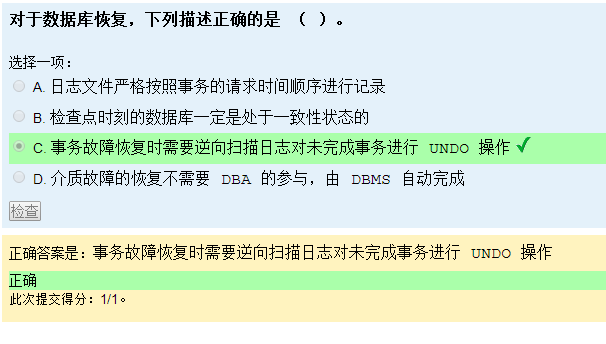 对于数据库恢复，下列描述正确的是 （ ）。
选择一项：
A. 日志文件严格按照事务的请求时间顺序进行记录
B. 检查点时刻的数据库一定是处于一致性状态的
C. 事务故障恢复时需要逆向扫描日志对未完成事务进行 UNDO 操作
D. 介质故障的恢复不需要 DBA 的参与，由 DBMS 自动完成
检查
正确答案是：事务故障恢复时需要逆向扫描日志对未完成事务进行 UNDO 操作
正确
此次提交得分：1/1。